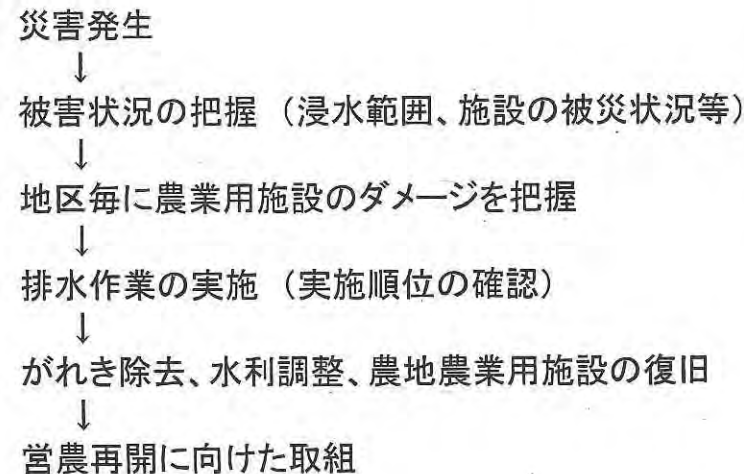 災害発生
↓
被害状況の把握 （浸水範囲、施設の被災状況等）
↓
地区毎に農業用施設のダメージを把握
↓
排水作業の実施 （実施順位の確認）
↓
がれき除去、水利調整、農地農業用施設の復旧
↓
営農再開に向けた取組